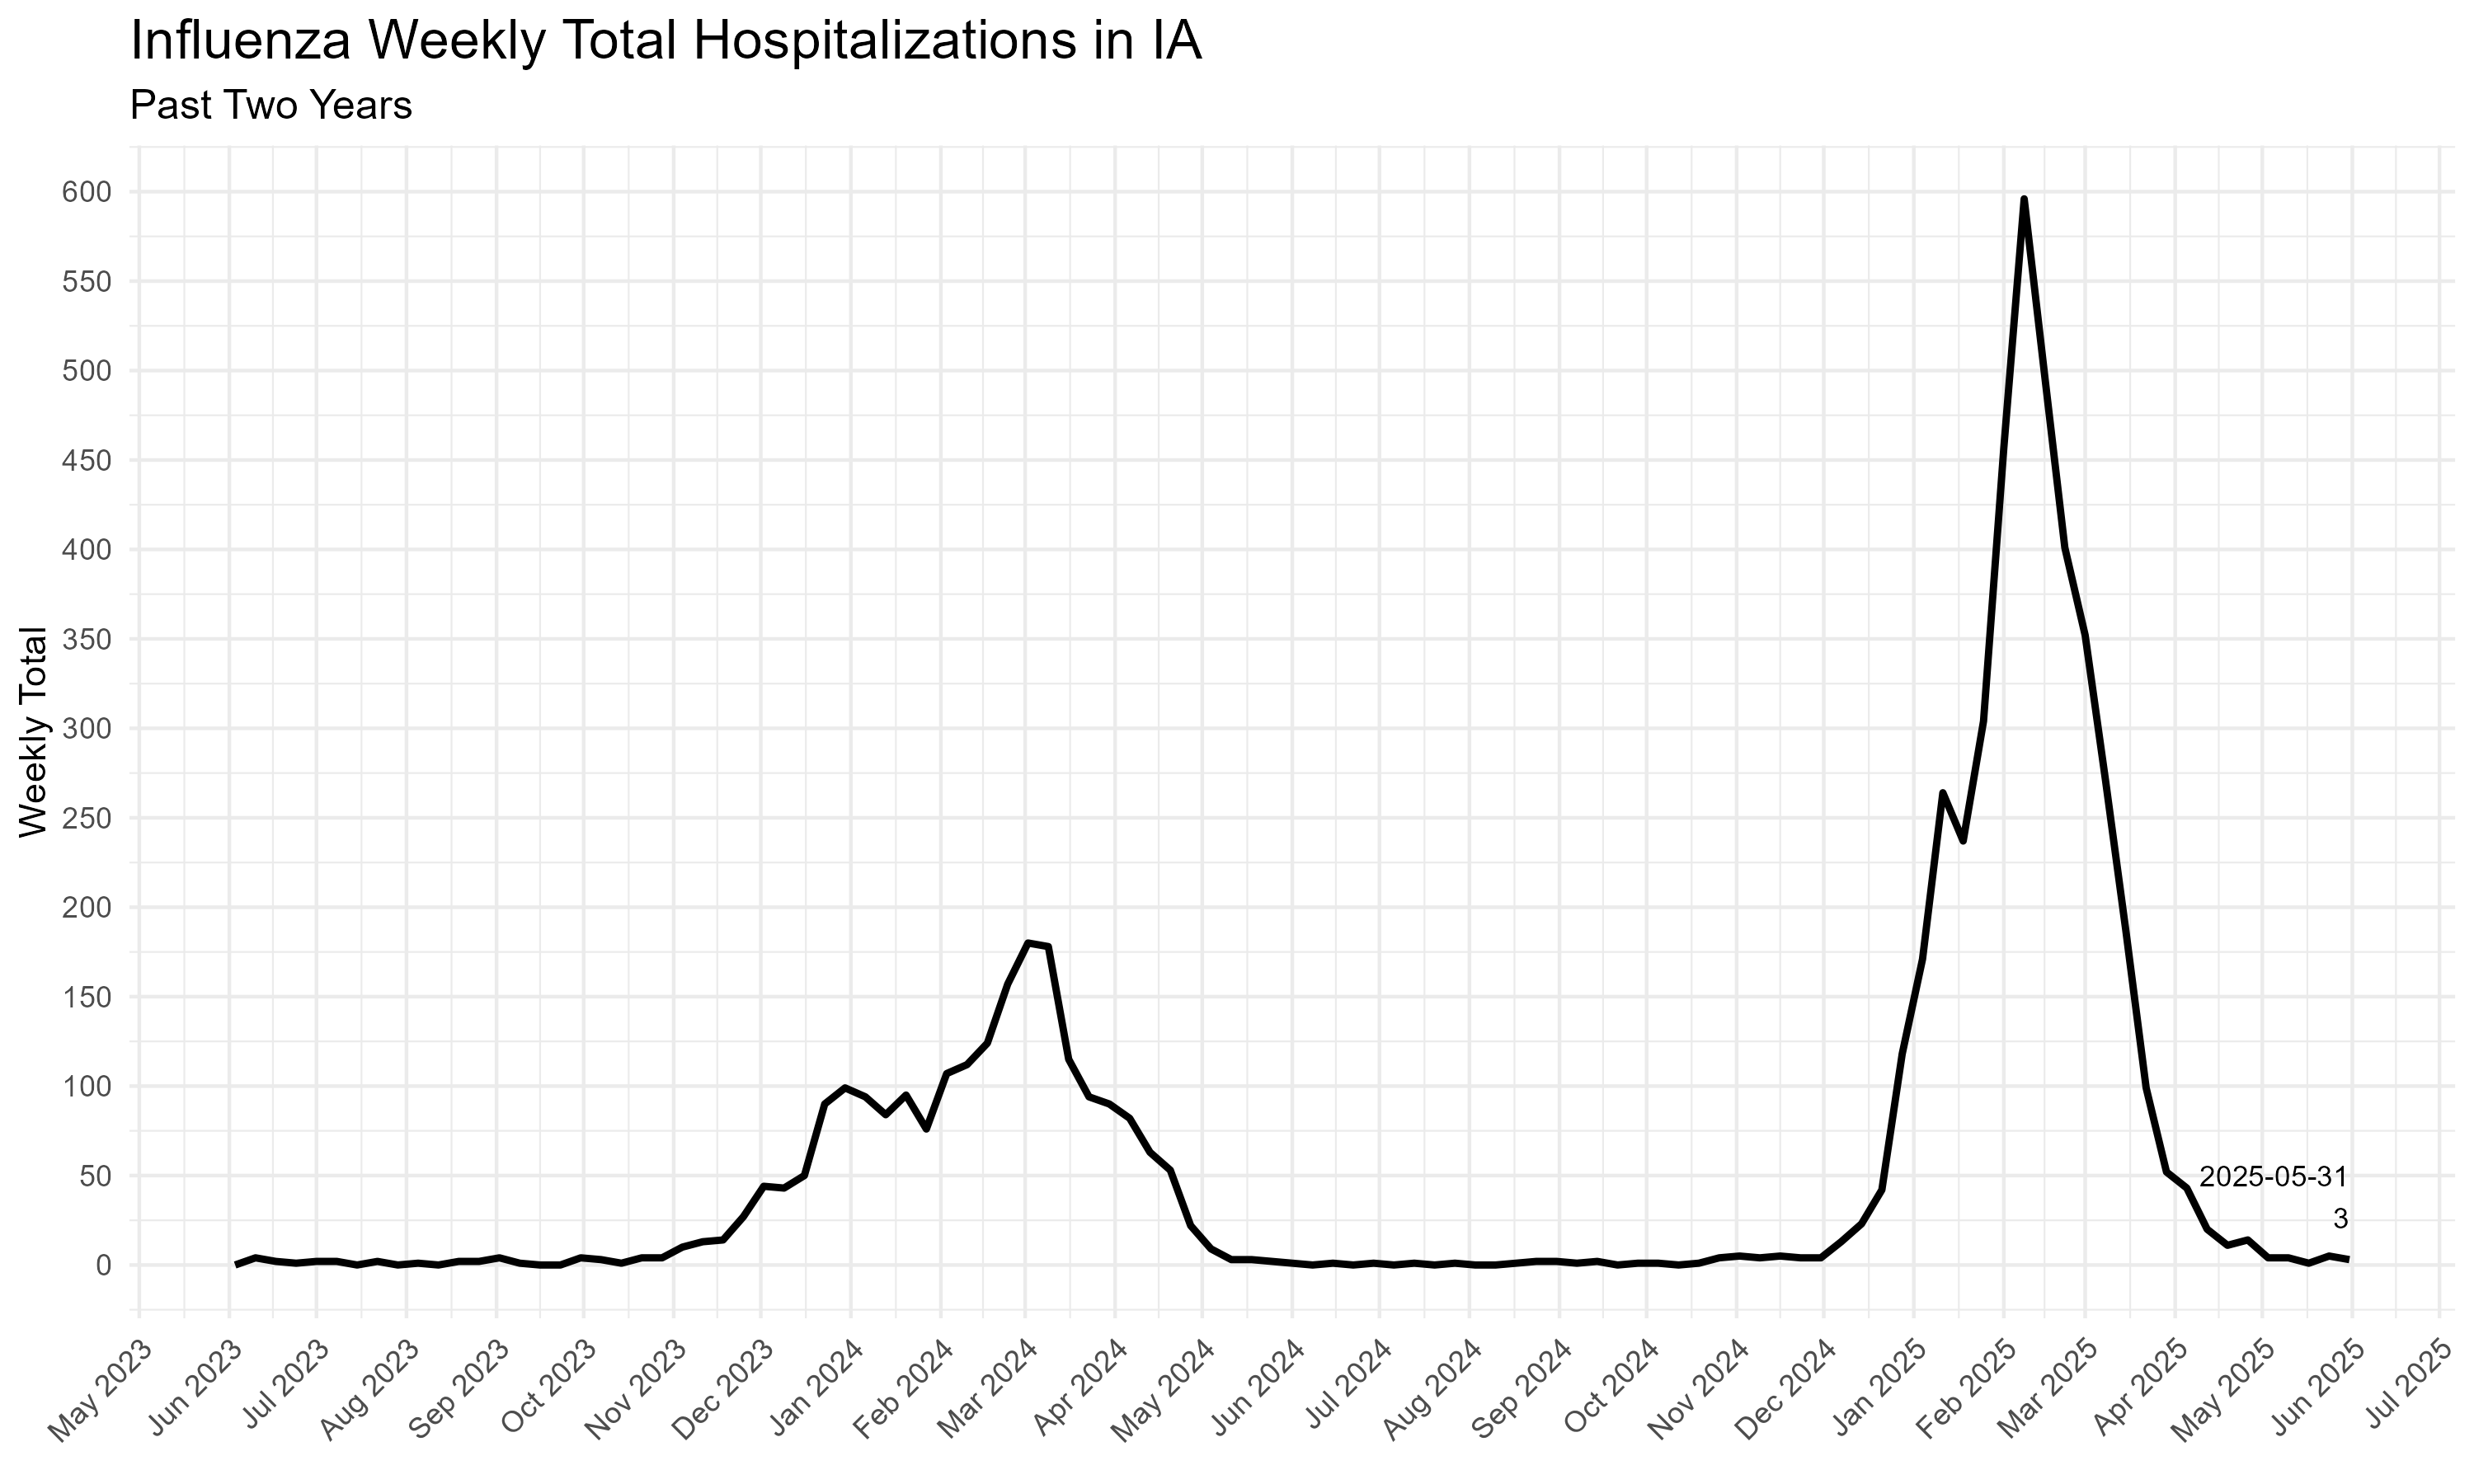 Influenza Weekly Total Hospitalizations in IA
Past Two Years
Weekly Total
600
550
500
450
400
350
300
250
200
150
100
50
0
2025-05-31
3
May 2023
Jun 2023
Jul 2023
Aug 2023
Sep 2023
Oct 2023
Nov 2023
Dec 2023
Jan 2024
Feb 2024
Mar 2024
Apr 2024
May 2024
Jun 2024
Jul 2024
Aug 2024
Sep 2024
Oct 2024
Nov 2024
Dec 2024
Jan 2025
Feb 2025
Mar 2025
Apr 2025
May 2025
Jun 2025
Jul 2025